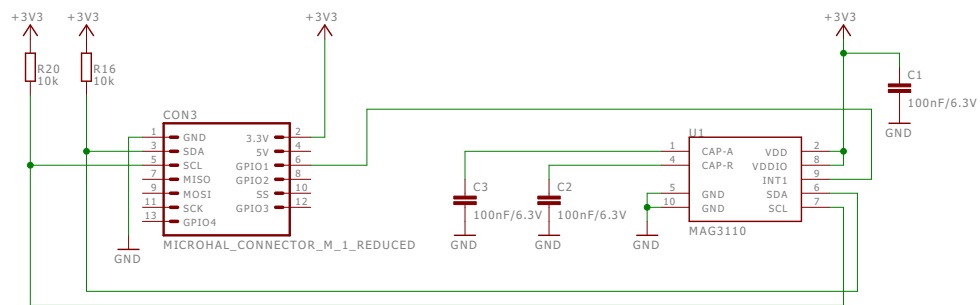 +3V3
+3V3
+3V3
+3V3
R20
10k
R16
10k
C1
100nF/6.3V
GND
CON3
1 GND 3.3V 2
3 SDA 5V 4
5 SCL GPIO1 6
7 MISO GPIO2 8
9 MOSI SS 10
11 SCK GPIO3 12
13 GPIO4
MICROHAL_CONNECTOR_M_1_REDUCED
GND
C3
100nF/6.3V
GND
C2
100nF/6.3V
GND
GND
U1
1 CAP-A VDD 2
4 CAP-R VDDIO 8
INT1 9
5 GND SDA 6
10 GND SCL 7
MAG3110